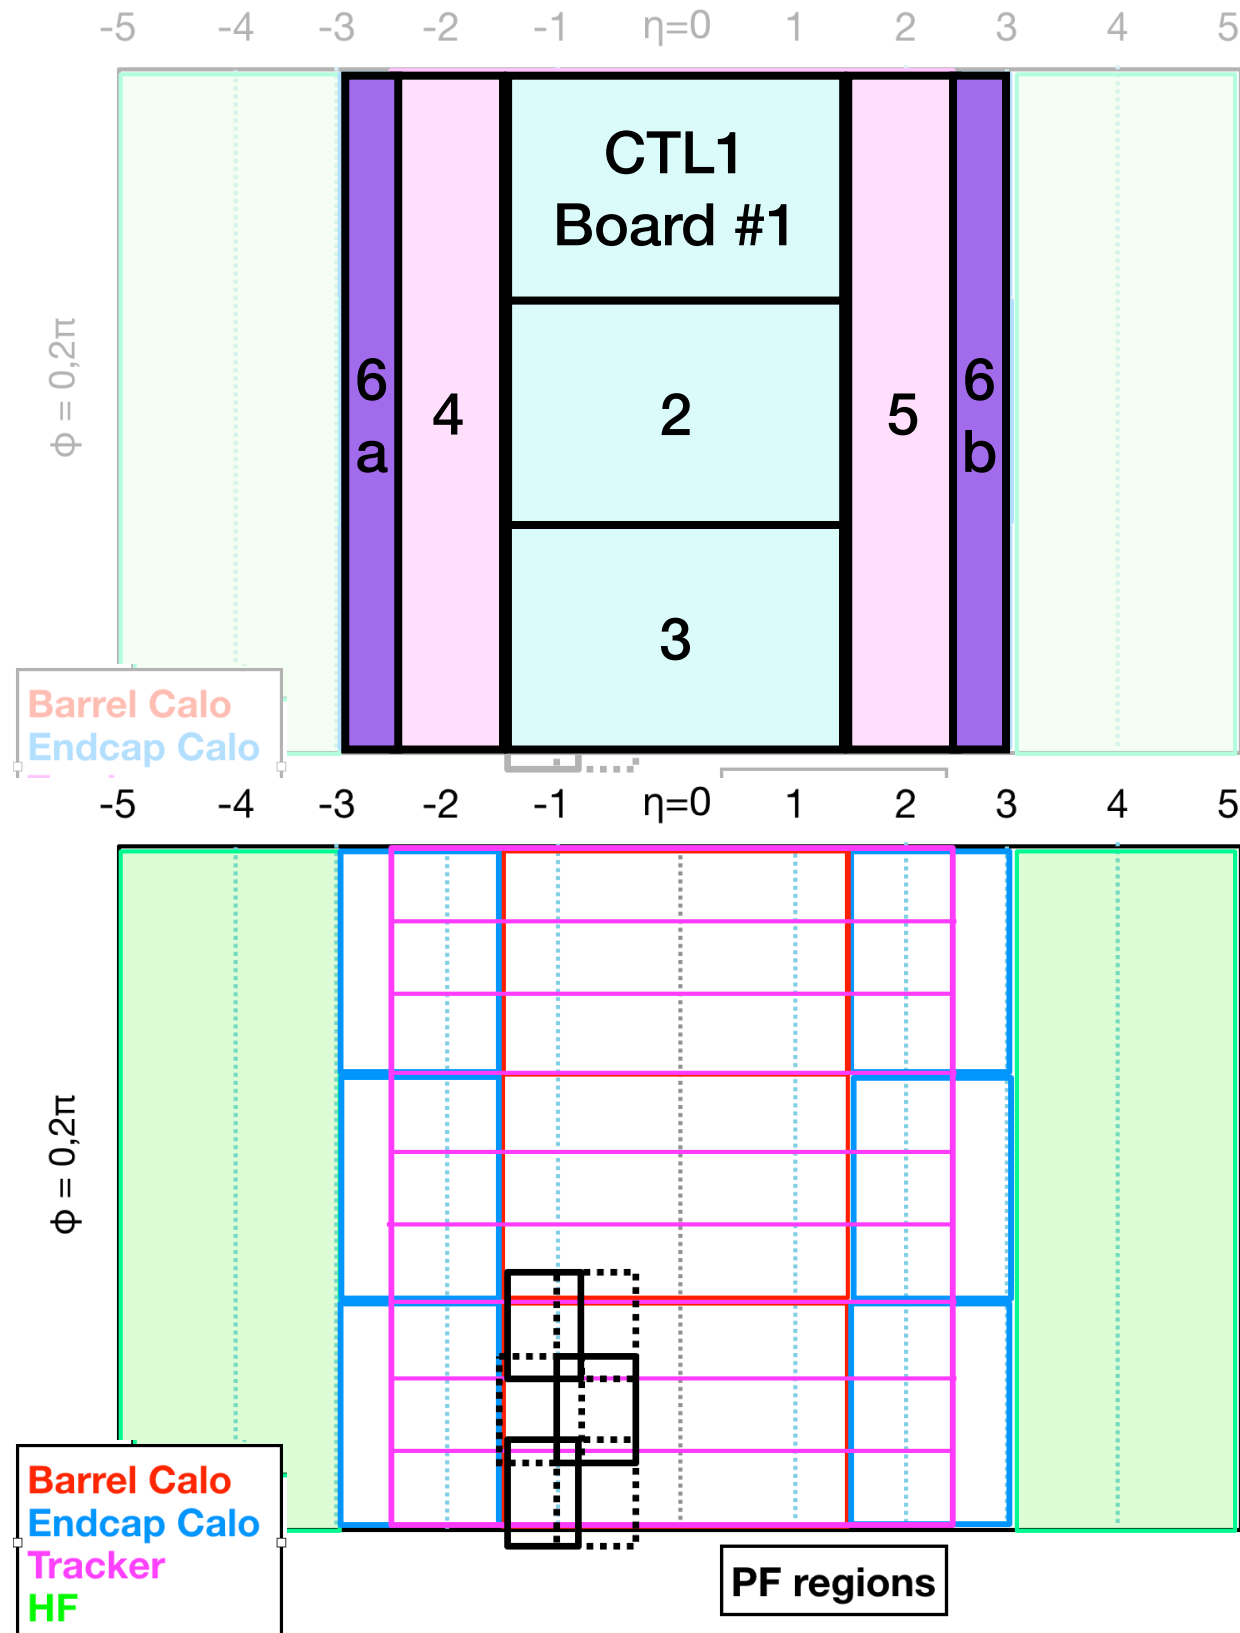 -5 -4 -3 -2 -1 η=0 1 2 3 4 5
CTL1
Board #1
ϕ = 0,2π
6
a
4
2
5
6
b
3
Barrel Calo
Endcap Calo
-5 -4 -3 -2 -1 η=0 1 2 3 4 5
ϕ = 0,2π
Barrel Calo
Endcap Calo
Tracker
HF
PF regions